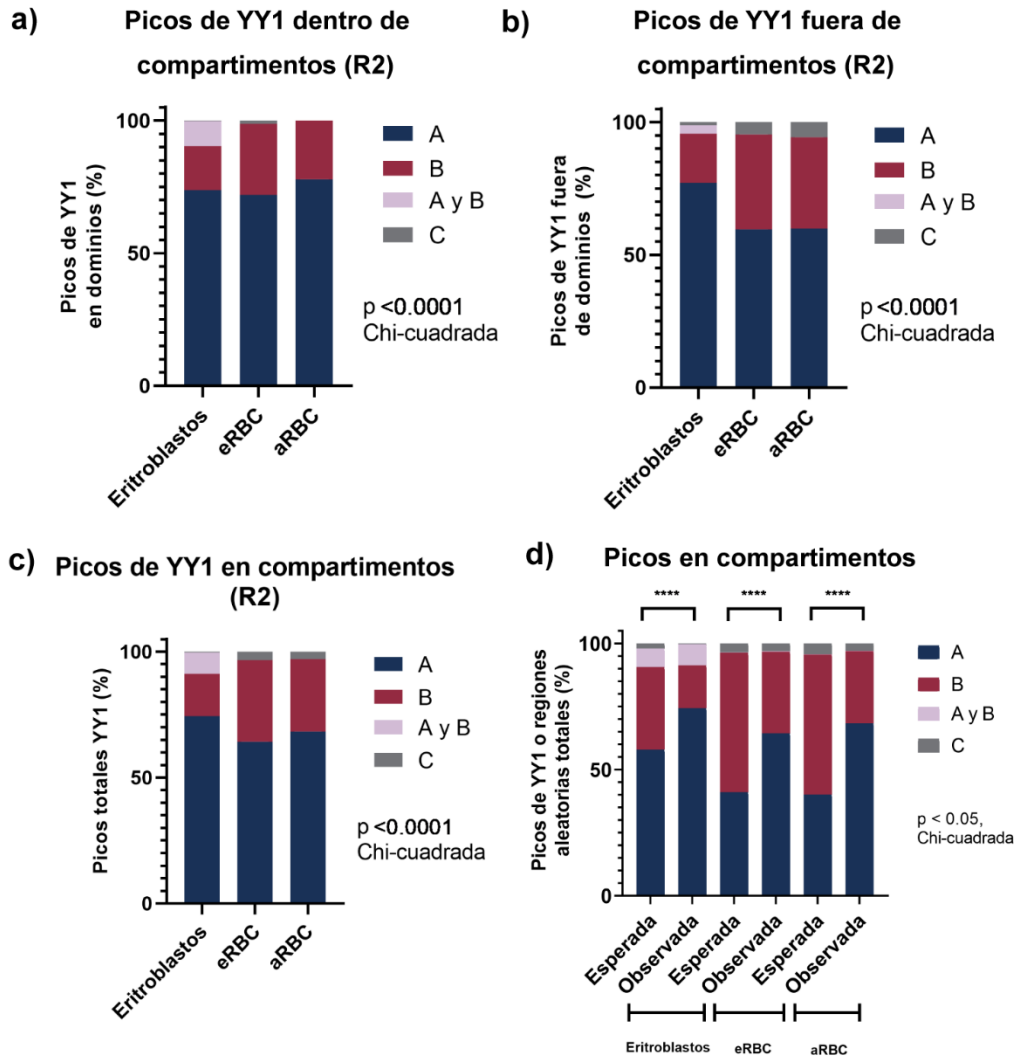 a)
Picos de YY1 dentro de
compartimentos (R2)
Picos de YY1
en dominios (%)
100
50
0
Eritroblastos
eRBC
aRBC
A
B
A y B
C
p <0.0001
Chi-cuadrada
b)
Picos de YY1 fuera de
compartimentos (R2)
Picos de YY1 fuera
de dominios (%)
100
50
0
Eritroblastos
eRBC
aRBC
A
B
A y B
C
p <0.0001
Chi-cuadrada
c)
Picos de YY1 en compartimentos
(R2)
Picos totales YY1 (%)
100
50
0
Eritroblastos
eRBC
aRBC
A
B
A y B
C
p <0.0001
Chi-cuadrada
d)
Picos en compartimentos
**** **** ****
Picos de YY1 o regiones
aleatorias totales (%)
100
50
0
Esperada
Observada
Esperada
Observada
Esperada
Observada
Eritroblastos eRBC aRBC
A
B
A y B
C
p < 0.05,
Chi-cuadrada